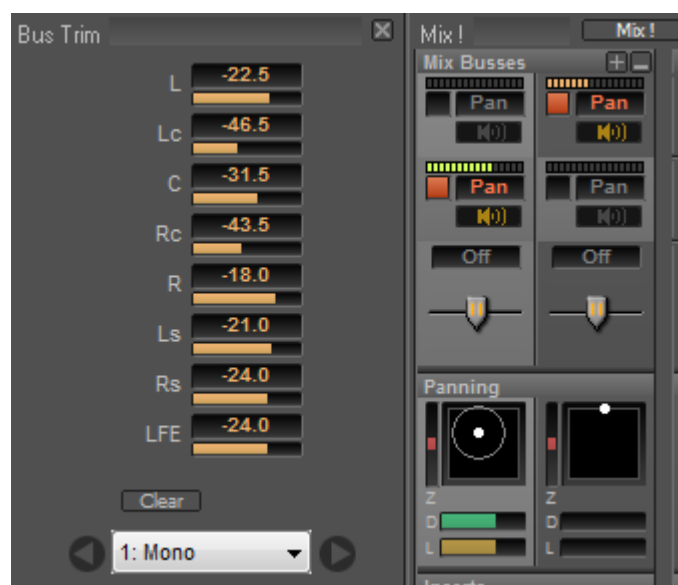 Bus Trim
L -22.5
Lc -46.5
C -31.5
Rc -43.5
R -18.0
Ls -21.0
Rs -24.0
LFE -24.0
Clear
1: Mono
Mix! Mix!
Mix Busses
Pan Pan
Pan Pan
Off Off
Panning
Z Z
D D
L L
Inserts